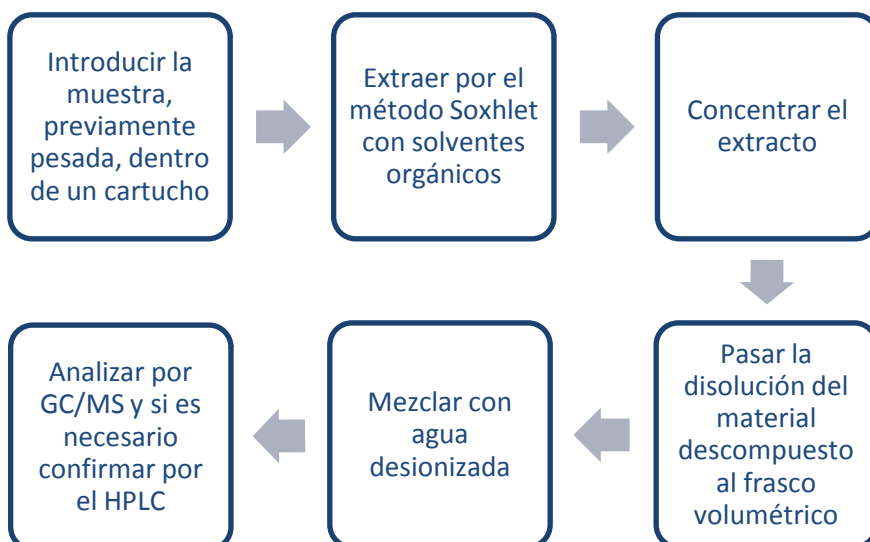 Introducir la
muestra,
previamente
pesada, dentro
de un cartucho
Extraer por el
método Soxhlet
con solventes
orgánicos
Concentrar el
extracto
Pasar la
disolución del
material
descompuesto
al frasco
volumétrico
Mezclar con
agua
desionizada
Analizar por
GC/MS y si es
necesario
confirmar por
el HPLC